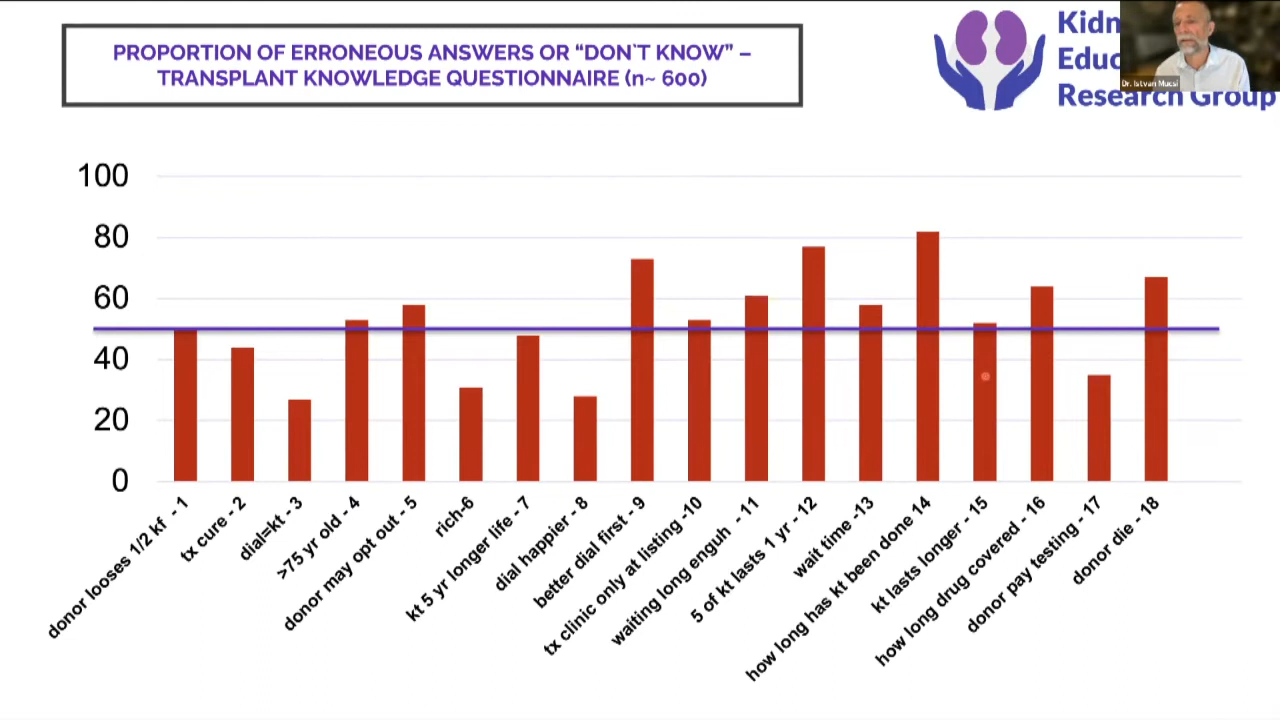 PROPORTION OF ERRONEOUS ANSWERS OR “DON`T KNOW” –
TRANSPLANT KNOWLEDGE QUESTIONNAIRE (n~ 600)
Kidn
Educ
Research Group
Dr. Istvan Mucsi
100
80
60
40
20
0
donor looses 1/2 kf - 1
tx cure - 2
dial=kt - 3
>75 yr old - 4
donor may opt out - 5
rich-6
kt 5 yr longer life - 7
dial happier - 8
better dial first - 9
tx clinic only at listing -10
waiting long enguh - 11
5 of kt lasts 1 yr - 12
wait time -13
how long has kt been done 14
kt lasts longer - 15
how long drug covered - 16
donor pay testing - 17
donor die - 18